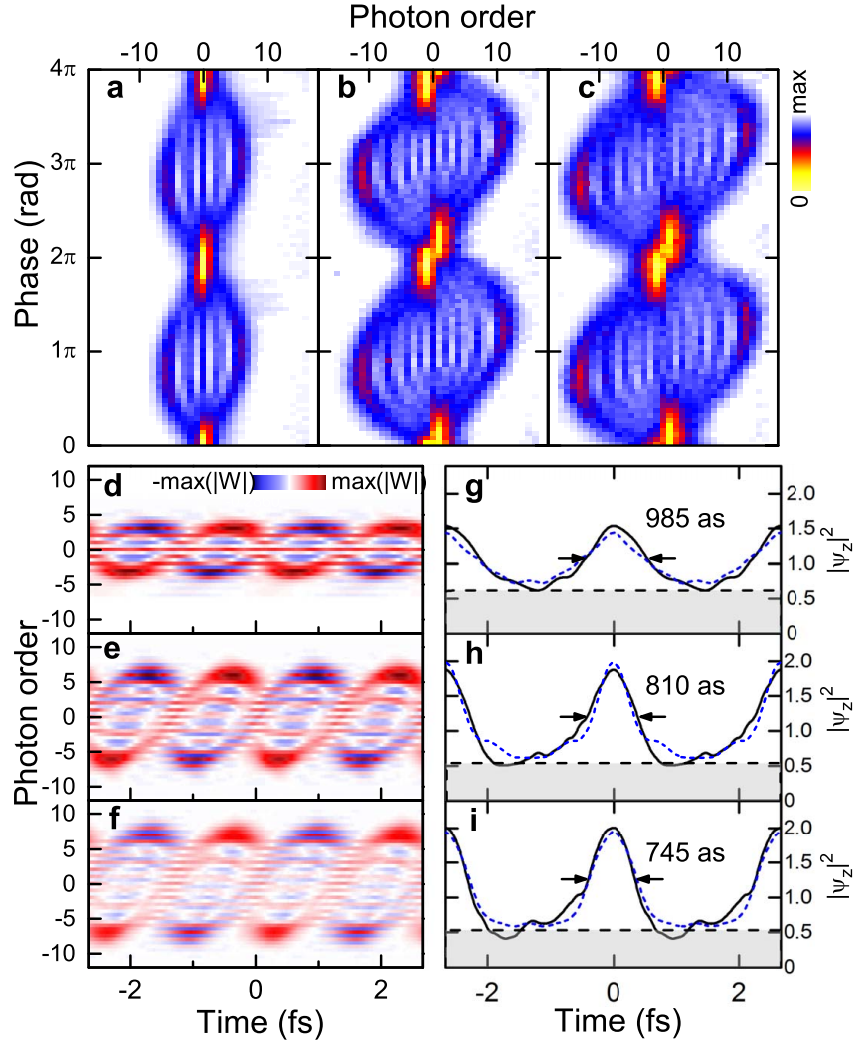 Photon order
-10 0 10 -10 0 10 -10 0 10
4π
a
b
c
max
0
3π
2π
1π
0
Phase (rad)
10
5
0
-5
-10
d
-max(|W|)
max(|W|)
g
985 as
2.0
1.5
1.0
0.5
0
|ψz|²
10
5
0
-5
-10
e
h
810 as
2.0
1.5
1.0
0.5
0
|ψz|²
10
5
0
-5
-10
f
i
745 as
2.0
1.5
1.0
0.5
0
|ψz|²
Photon order
-2 0 2
Time (fs)
-2 0 2
Time (fs)